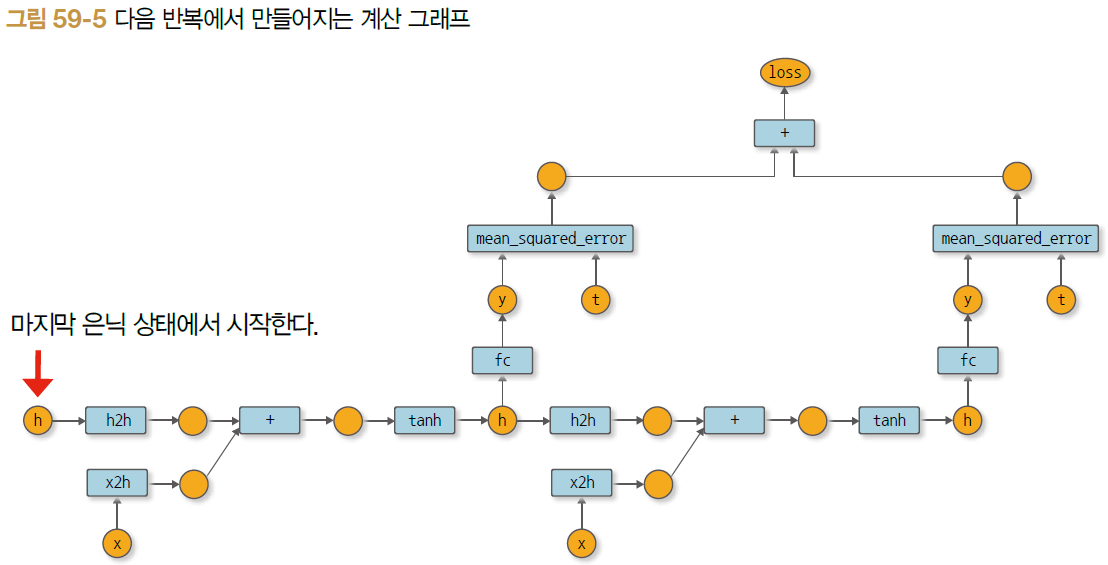 그림 59-5 다음 반복에서 만들어지는 계산 그래프
loss
+
mean_squared_error mean_squared_error
y t y t
마지막 은닉 상태에서 시작한다.
fc fc
h h2h + tanh h h2h + tanh h
x2h x2h
x x